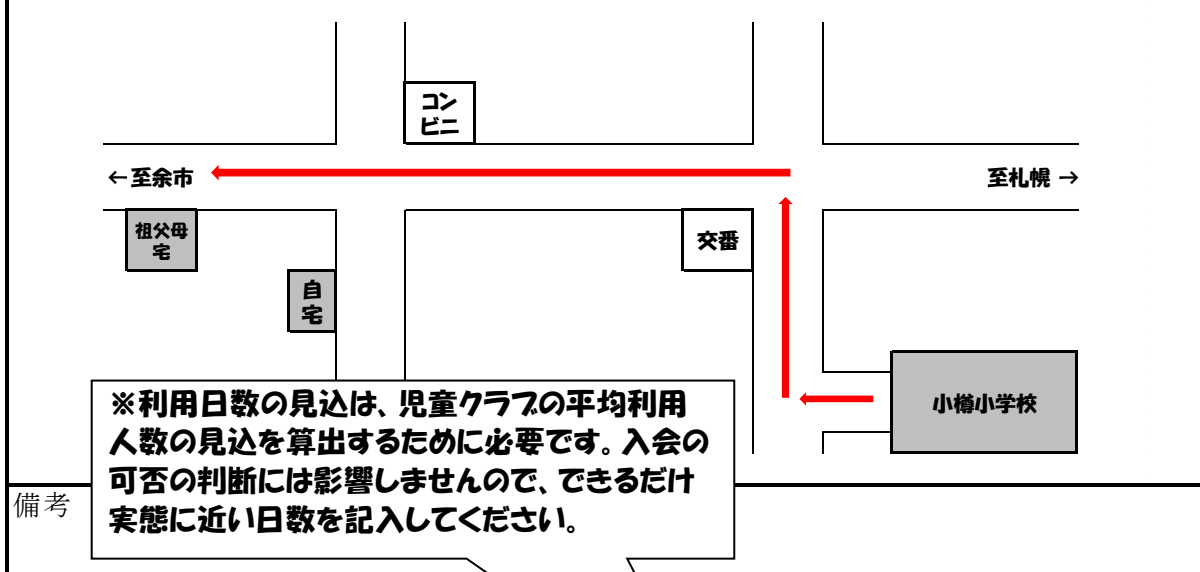 コン
ビニ
←至余市
至札幌→
祖父母
宅
交番
自
宅
小樽小学校
※利用日数の見込は、児童クラブの平均利用
人数の見込を算出するために必要です。入会の
可否の判断には影響しませんので、できるだけ
実態に近い日数を記入してください。
備考